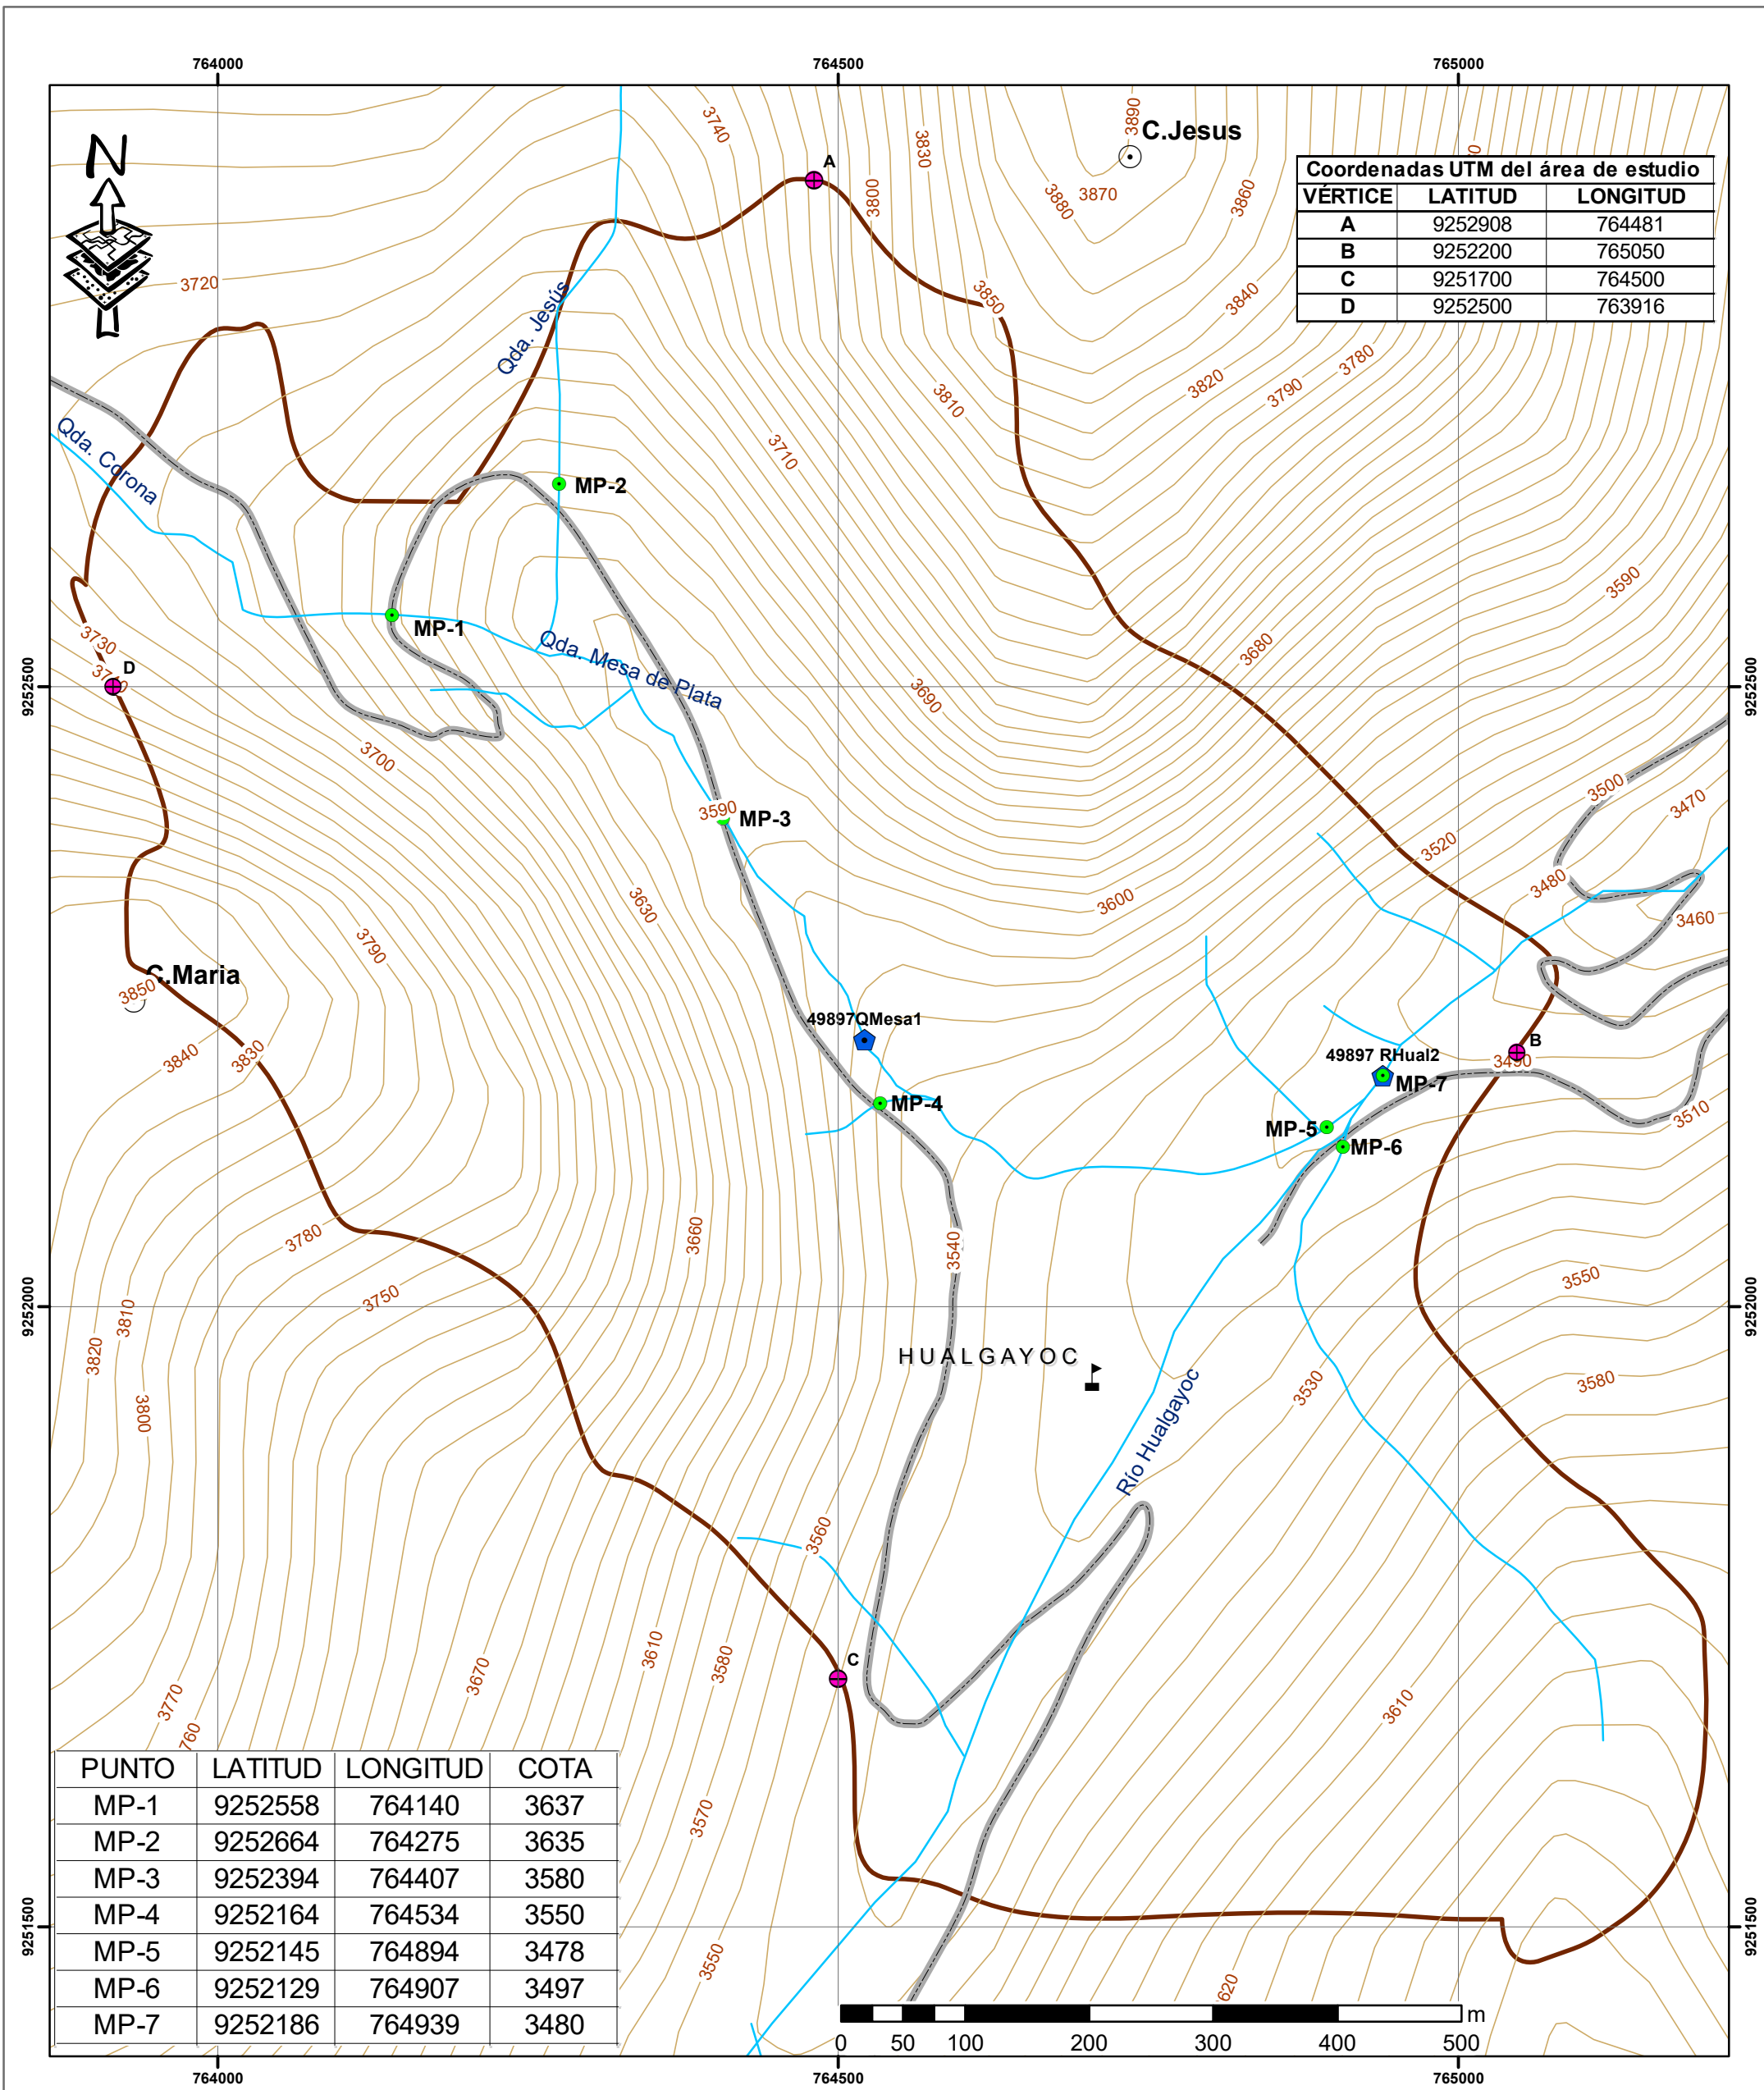 764000 764500 765000
N
C.Jesus
A
Coordenadas UTM del área de estudio
VÉRTICE LATITUD LONGITUD
A 9252908 764481
B 9252200 765050
C 9251700 764500
D 9252500 763916
3740
3830
3890
3800
3880
3870
3860
3720
3850
3840
Qda. Jesús
3780
3820
3790
3810
3710
Qda. Corona
MP-2
3590
MP-1
Qda. Mesa de Plata
3730
D
3680
9252500
9252500
3690
3700
3500
3470
3590
MP-3
3520
3480
3600
3630
3460
3790
C.Maria
3850
49897QMesa1
3840
3830
49897 RHual2
B
3490
MP-7
MP-4
MP-5
MP-6
3510
3780
3660
3540
3550
3750
9252000
9252000
3810
3820
HUALGAYOC
3530
3580
3800
Río Hualgayoc
3560
C
3610
3580
3670
3770
760
3610
3570
3550
620
9251500
9251500
PUNTO LATITUD LONGITUD COTA
MP-1 9252558 764140 3637
MP-2 9252664 764275 3635
MP-3 9252394 764407 3580
MP-4 9252164 764534 3550
MP-5 9252145 764894 3478
MP-6 9252129 764907 3497
MP-7 9252186 764939 3480
m
0 50 100 200 300 400 500
764000 764500 765000